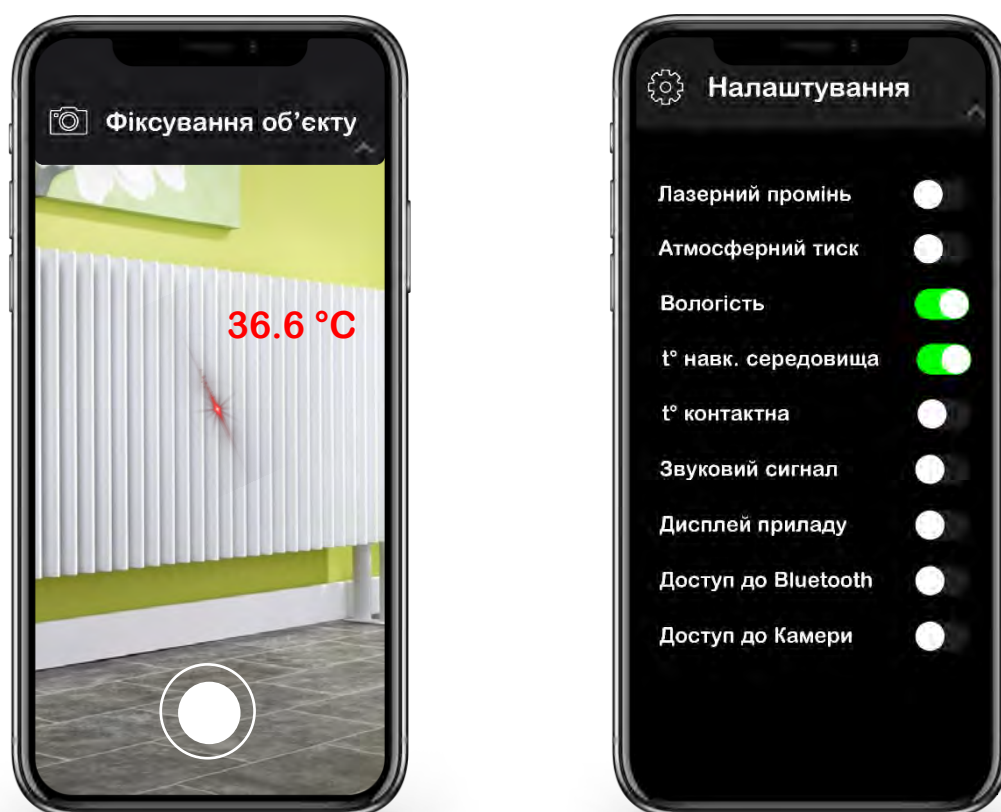 Фіксування об’єкту
36.6 °C
Налаштування
Лазерний промінь
Атмосферний тиск
Вологість
t° навк. середовища
t° контактна
Звуковий сигнал
Дисплей приладу
Доступ до Bluetooth
Доступ до Камери